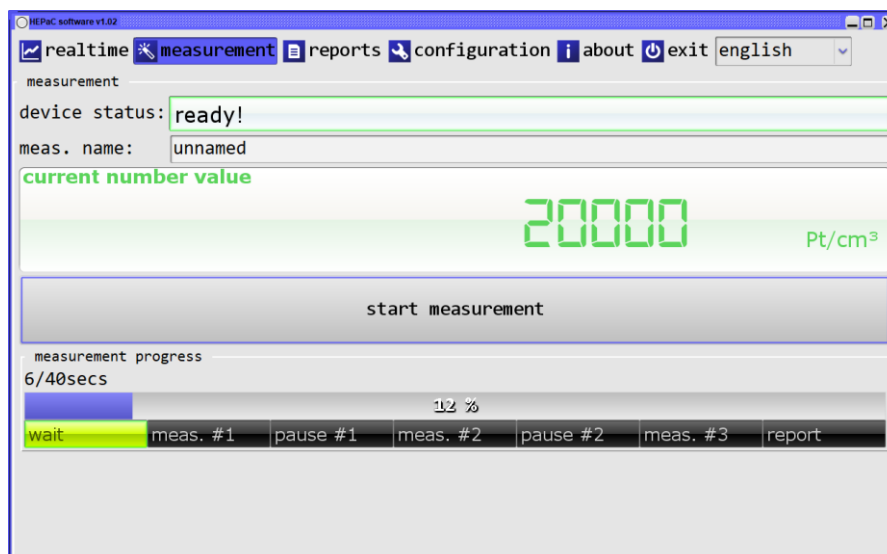 HEPaC software v1.02
realtime measurement reports configuration about exit english
measurement
device status: ready!
meas. name: unnamed
current number value
20000 Pt/cm³
start measurement
measurement progress
6/40secs
12 %
wait meas. #1 pause #1 meas. #2 pause #2 meas. #3 report